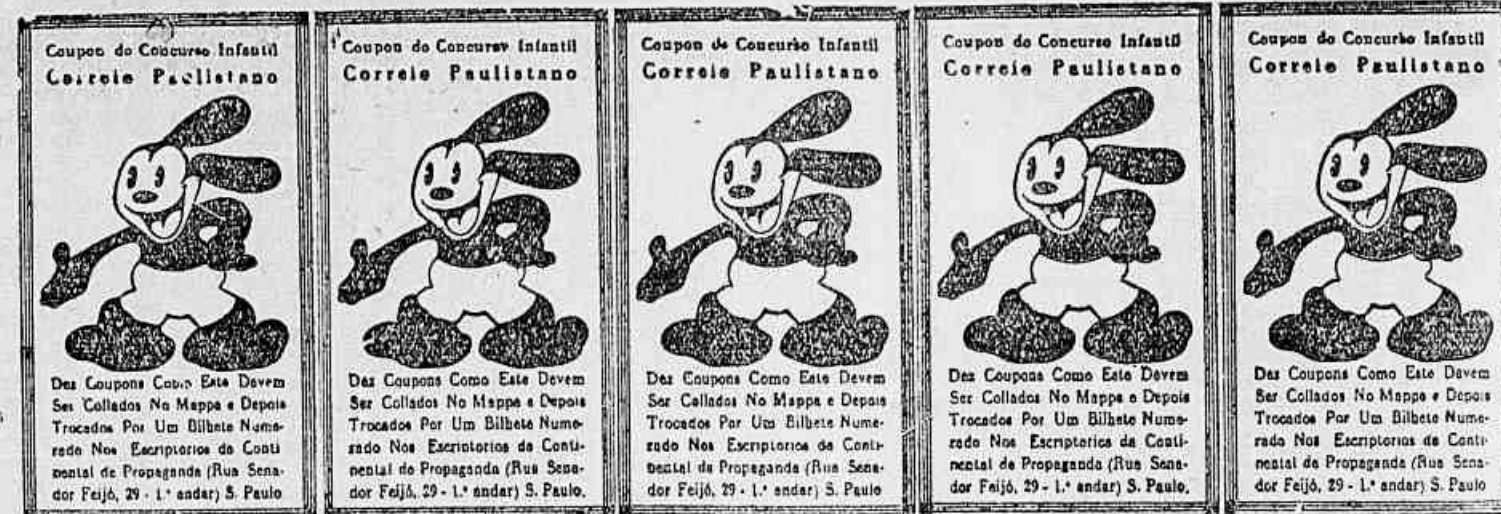 Coupon do Concurso Infantil
Correio Paulistano
Dez Coupons Como Este Devem
Ser Collados No Mappa e Depois
Trocados Por Um Bilhete Nume-
rado Nos Escriptorios da Conti
nental de Propaganda (Rua Sena-
dor Feijó, 29 - 1.º andar) S. Paulo
Coupon do Concurso Infantil
Correio Paulistano
Dez Coupons Como Este Devem
Ser Collados No Mappa e Depois
Trocados Por Um Bilhete Nume-
rado Nos Escriptorios da Conti-
nental de Propaganda (Rua Sena-
dor Feijó, 29 - 1.º andar) S. Paulo.
Coupon do Concurso Infantil
Correio Paulistano
Dez Coupons Como Este Devem
Ser Collados No Mappa e Depois
Trocados Por Um Bilhete Nume-
rado Nos Escriptorios da Conti-
nental de Propaganda (Rua Sena-
dor Feijó, 29 - 1.º andar) S. Paulo
Coupon do Concurso Infantil
Correio Paulistano
Dez Coupons Como Este Devem
Ser Collados No Mappa e Depois
Trocados Por Um Bilhete Nume-
rado Nos Escriptorios da Conti-
nental de Propaganda (Rua Sena-
dor Feijó, 29 - 1.º andar) S. Paulo.
Coupon do Concurso Infantil
Correio Paulistano
Dez Coupons Como Este Devem
Ser Collados No Mappa e Depois
Trocados Por Um Bilhete Nume-
rado Nos Escriptorios da Conti-
nental de Propaganda (Rua Sena-
dor Feijó, 29 - 1.º andar) S. Paulo